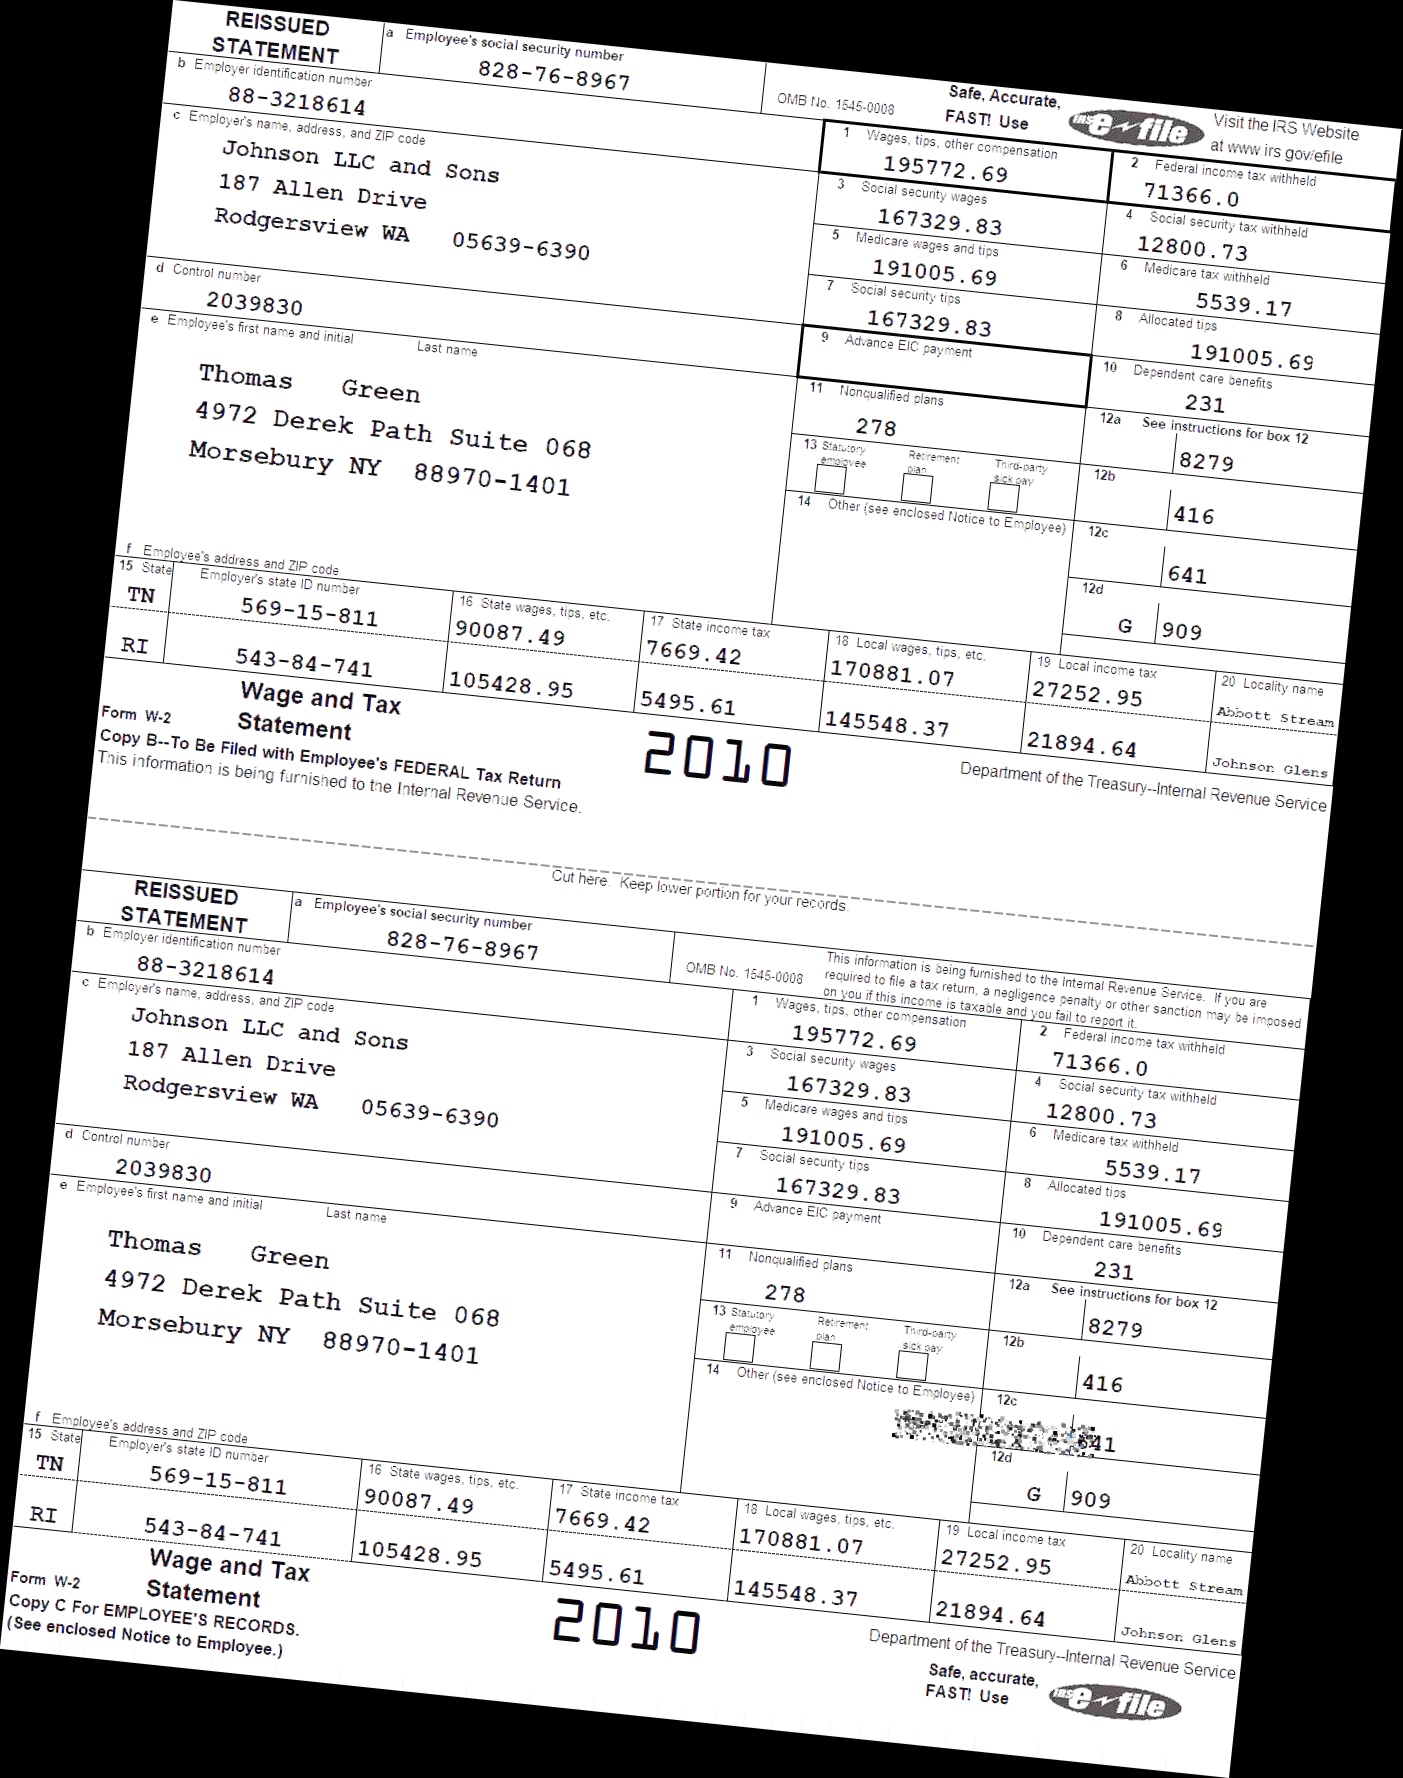 REISSUED
STATEMENT
a Employee's social security number
828-76-8967
OMB No. 1545-0008
Safe, Accurate,
FAST! Use
IRS e-file
Visit the IRS Website
at www.irs.gov/efile
b Employer identification number
88-3218614
c Employer's name, address, and ZIP code
Johnson LLC and Sons
187 Allen Drive
Rodgersview WA 05639-6390
1 Wages, tips, other compensation
195772.69
2 Federal income tax withheld
71366.0
3 Social security wages
167329.83
4 Social security tax withheld
12800.73
5 Medicare wages and tips
191005.69
6 Medicare tax withheld
5539.17
d Control number
2039830
7 Social security tips
167329.83
8 Allocated tips
191005.69
e Employee's first name and initial Last name
Thomas Green
4972 Derek Path Suite 068
Morsebury NY 88970-1401
9 Advance EIC payment
10 Dependent care benefits
231
11 Nonqualified plans
278
12a See instructions for box 12
8279
13 Statutory employee Retirement plan Third-party sick pay
12b
416
14 Other (see enclosed Notice to Employee)
12c
641
12d
G 909
f Employee's address and ZIP code
15 State Employer's state ID number
16 State wages, tips, etc.
17 State income tax
18 Local wages, tips, etc.
19 Local income tax
20 Locality name
TN 569-15-811 90087.49 7669.42 170881.07 27252.95 Abbott Stream
RI 543-84-741 105428.95 5495.61 145548.37 21894.64 Johnson Glens
Form W-2
Wage and Tax
Statement
2010
Department of the Treasury--Internal Revenue Service
Copy B--To Be Filed with Employee's FEDERAL Tax Return
This information is being furnished to the Internal Revenue Service.
Cut here. Keep lower portion for your records.
REISSUED
STATEMENT
a Employee's social security number
828-76-8967
OMB No. 1545-0008
This information is being furnished to the Internal Revenue Service. If you are
required to file a tax return, a negligence penalty or other sanction may be imposed
on you if this income is taxable and you fail to report it.
b Employer identification number
88-3218614
c Employer's name, address, and ZIP code
Johnson LLC and Sons
187 Allen Drive
Rodgersview WA 05639-6390
1 Wages, tips, other compensation
195772.69
2 Federal income tax withheld
71366.0
3 Social security wages
167329.83
4 Social security tax withheld
12800.73
5 Medicare wages and tips
191005.69
6 Medicare tax withheld
5539.17
d Control number
2039830
7 Social security tips
167329.83
8 Allocated tips
191005.69
e Employee's first name and initial Last name
Thomas Green
4972 Derek Path Suite 068
Morsebury NY 88970-1401
9 Advance EIC payment
10 Dependent care benefits
231
11 Nonqualified plans
278
12a See instructions for box 12
8279
13 Statutory employee Retirement plan Third-party sick pay
12b
416
14 Other (see enclosed Notice to Employee)
12c
641
12d
G 909
f Employee's address and ZIP code
15 State Employer's state ID number
16 State wages, tips, etc.
17 State income tax
18 Local wages, tips, etc.
19 Local income tax
20 Locality name
TN 569-15-811 90087.49 7669.42 170881.07 27252.95 Abbott Stream
RI 543-84-741 105428.95 5495.61 145548.37 21894.64 Johnson Glens
Form W-2
Wage and Tax
Statement
2010
Department of the Treasury--Internal Revenue Service
Copy C For EMPLOYEE'S RECORDS.
(See enclosed Notice to Employee.)
Safe, accurate,
FAST! Use
IRS e-file